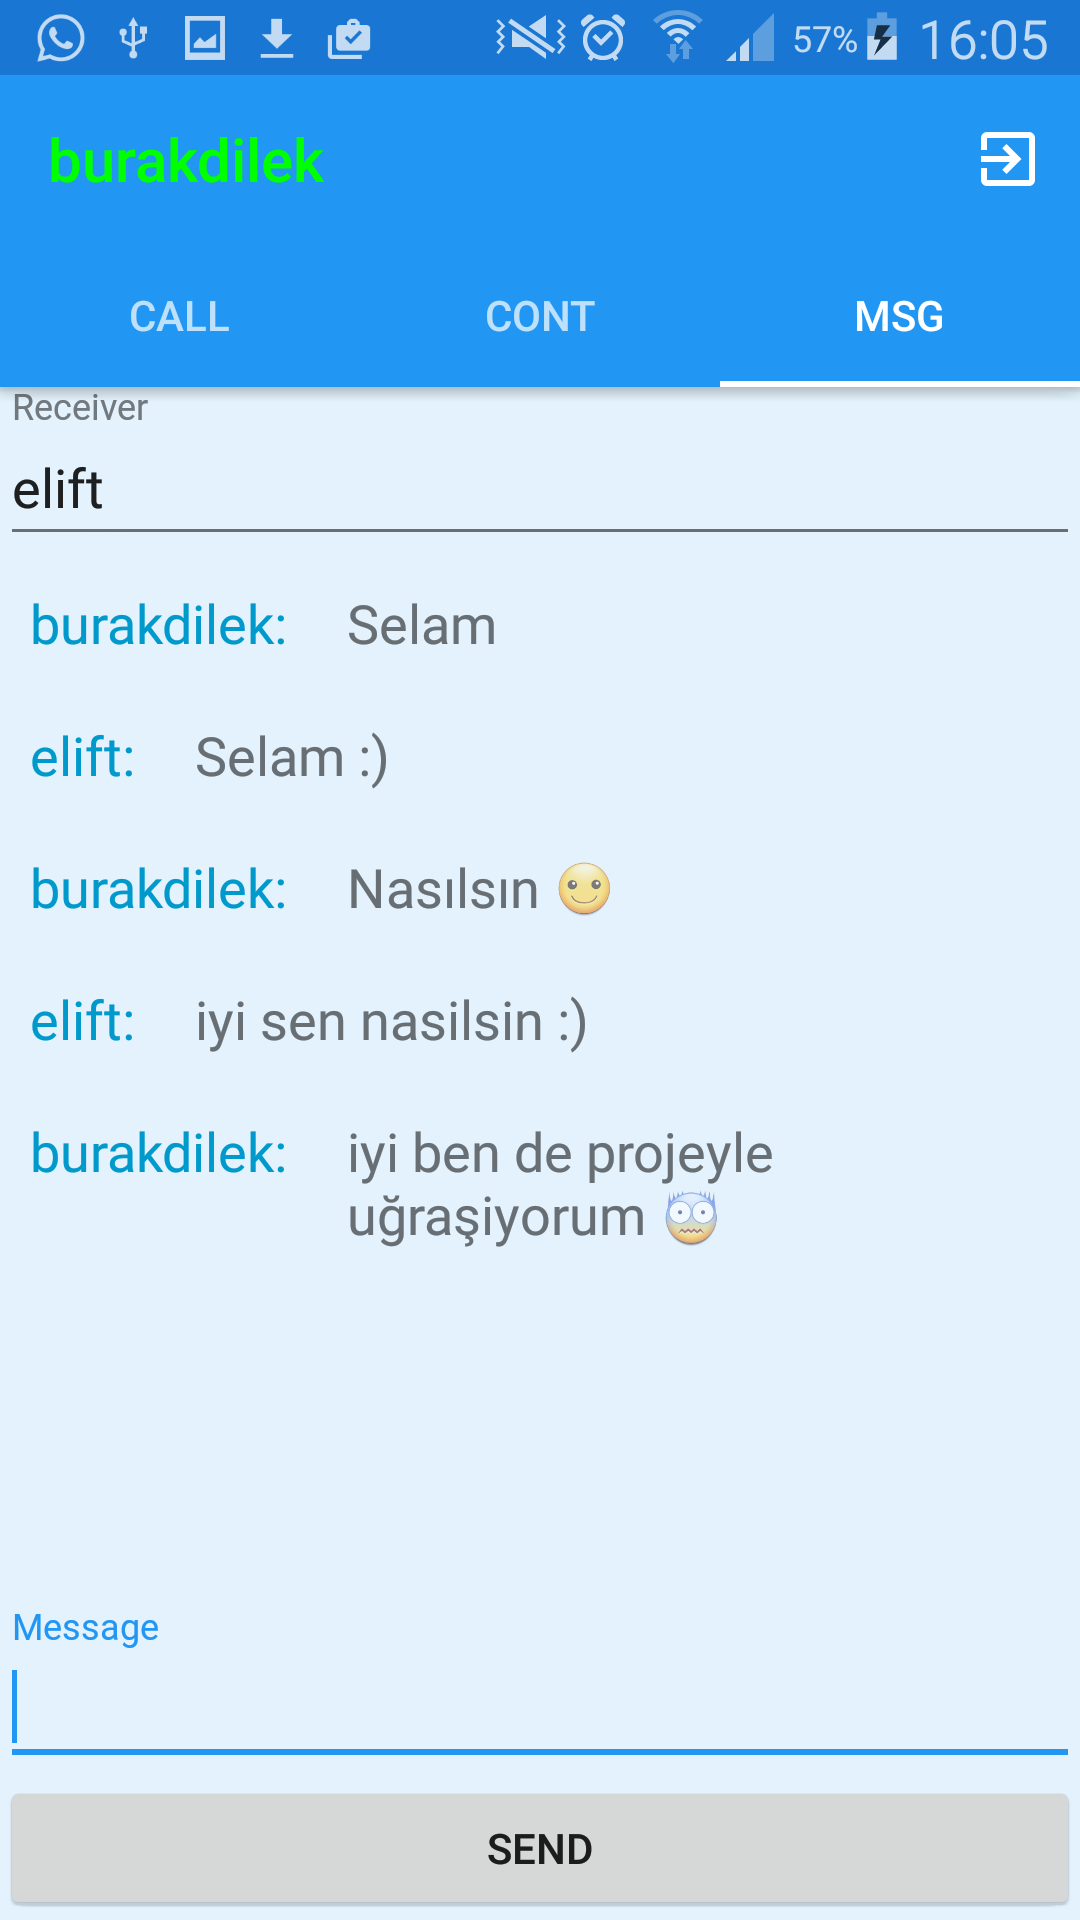 57% 16:05
burakdilek
CALL CONT MSG
Receiver
elift
burakdilek: Selam
elift: Selam :)
burakdilek: Nasılsın 😊
elift: iyi sen nasilsin :)
burakdilek: iyi ben de projeyle
uğraşiyorum 😨
Message
SEND